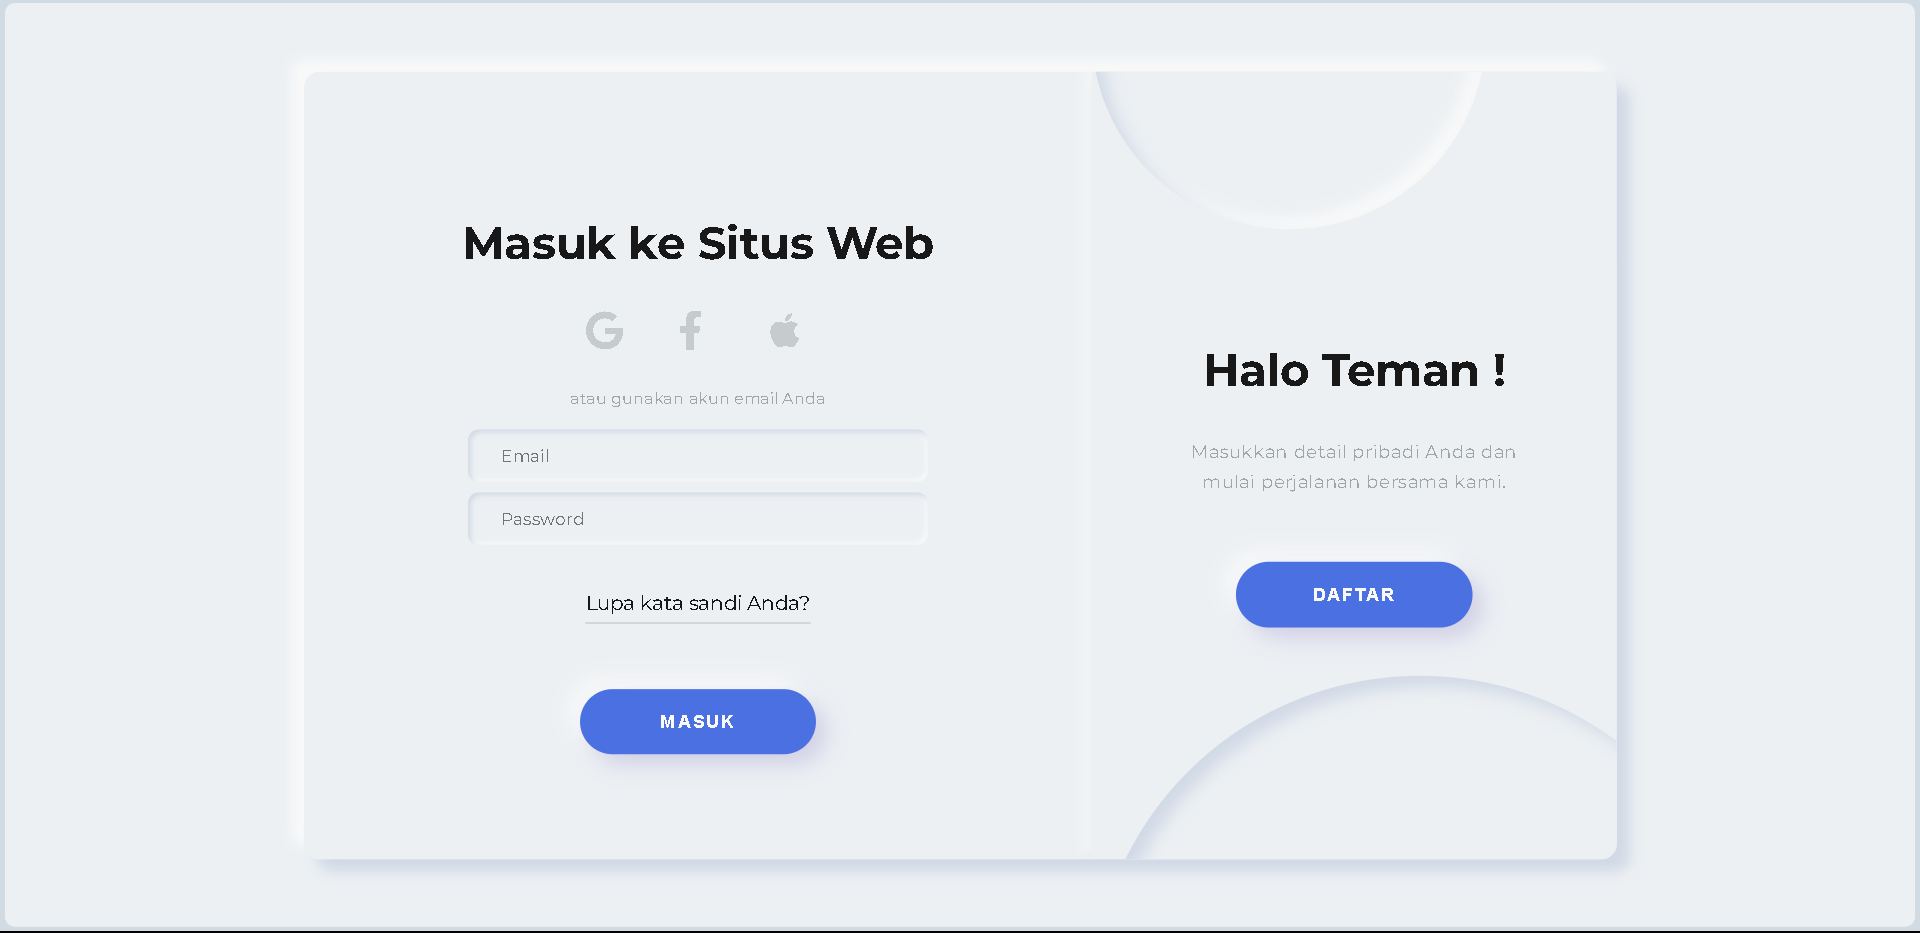 Masuk ke Situs Web
atau gunakan akun email Anda
Email
Password
Lupa kata sandi Anda?
MASUK
Halo Teman !
Masukkan detail pribadi Anda dan
mulai perjalanan bersama kami.
DAFTAR